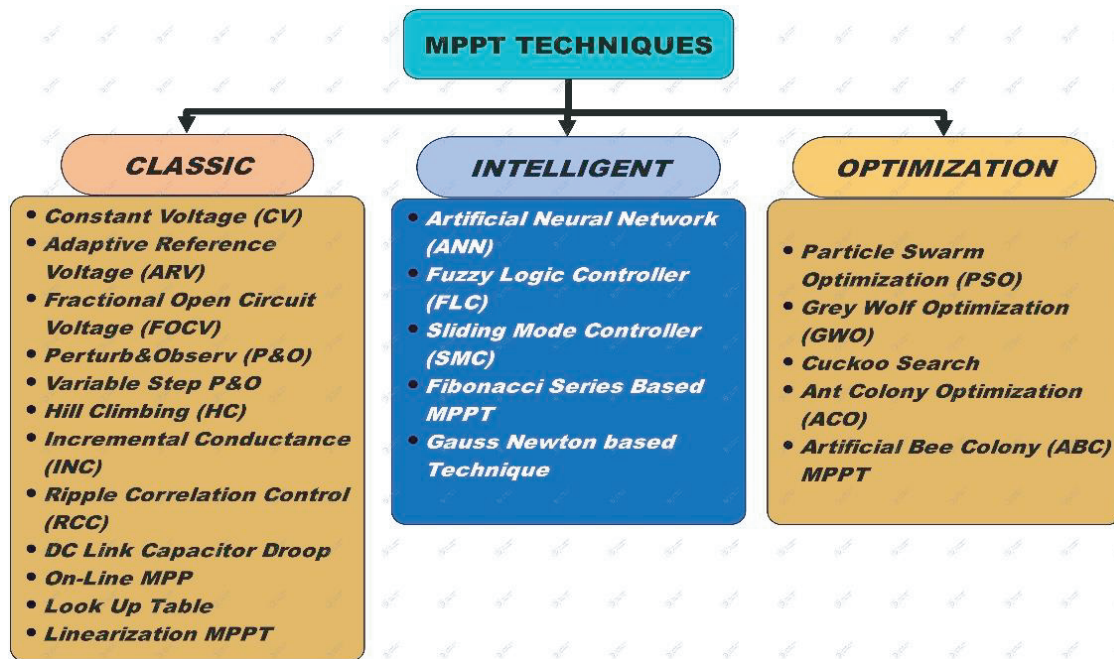 MPPT TECHNIQUES
CLASSIC
• Constant Voltage (CV)
• Adaptive Reference
Voltage (ARV)
• Fractional Open Circuit
Voltage (FOCV)
• Perturb&Observ (P&O)
• Variable Step P&O
• Hill Climbing (HC)
• Incremental Conductance
(INC)
• Ripple Correlation Control
(RCC)
• DC Link Capacitor Droop
• On-Line MPP
• Look Up Table
• Linearization MPPT
INTELLIGENT
• Artificial Neural Network
(ANN)
• Fuzzy Logic Controller
(FLC)
• Sliding Mode Controller
(SMC)
• Fibonacci Series Based
MPPT
• Gauss Newton based
Technique
OPTIMIZATION
• Particle Swarm
Optimization (PSO)
• Grey Wolf Optimization
(GWO)
• Cuckoo Search
• Ant Colony Optimization
(ACO)
• Artificial Bee Colony (ABC)
MPPT